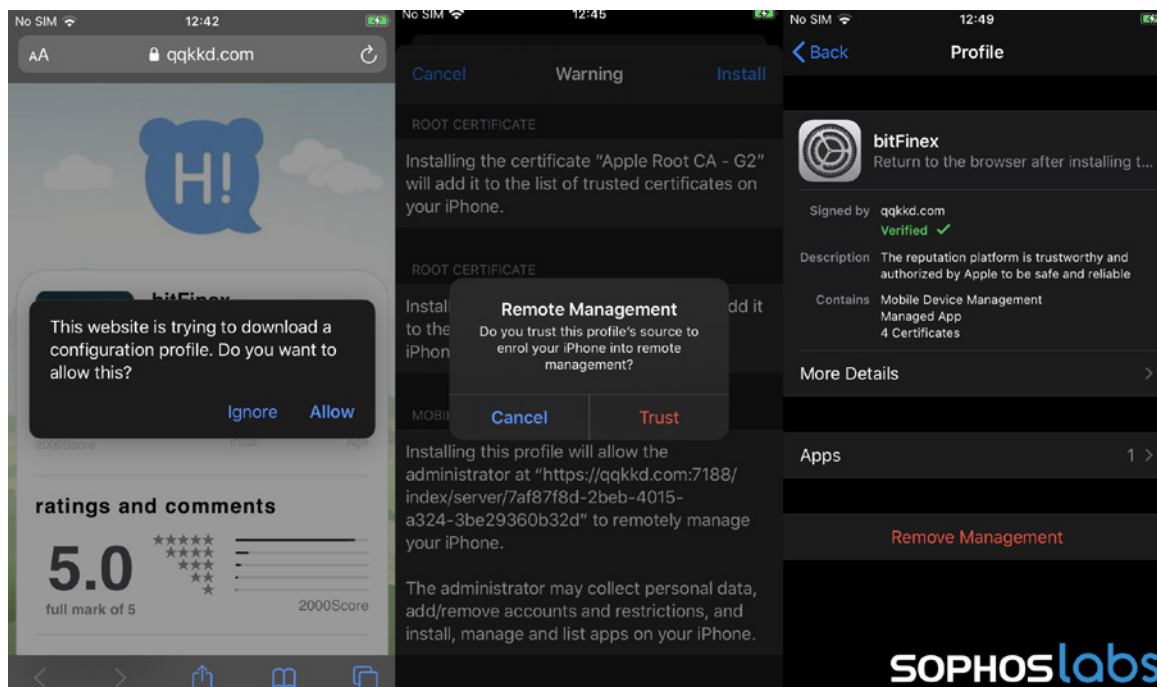 No SIM 12:42
AA qqkkd.com
H!
bitFinex
This website is trying to download a
configuration profile. Do you want to
allow this?
Ignore Allow
2000Score Install Age
ratings and comments
5.0
full mark of 5
2000Score
No SIM 12:45
Cancel Warning Install
ROOT CERTIFICATE
Installing the certificate “Apple Root CA - G2”
will add it to the list of trusted certificates on
your iPhone.
ROOT CERTIFICATE
Instal dd it
to the
iPhon
Remote Management
Do you trust this profile's source to
enrol your iPhone into remote
management?
Cancel Trust
MOBIL
Installing this profile will allow the
administrator at “https://qqkkd.com:7188/
index/server/7af87f8d-2beb-4015-
a324-3be29360b32d” to remotely manage
your iPhone.
The administrator may collect personal data,
add/remove accounts and restrictions, and
install, manage and list apps on your iPhone.
No SIM 12:49
Back Profile
bitFinex
Return to the browser after installing t...
Signed by qqkkd.com
Verified
Description The reputation platform is trustworthy and
authorized by Apple to be safe and reliable
Contains Mobile Device Management
Managed App
4 Certificates
More Details
Apps 1
Remove Management
SOPHOSlabs